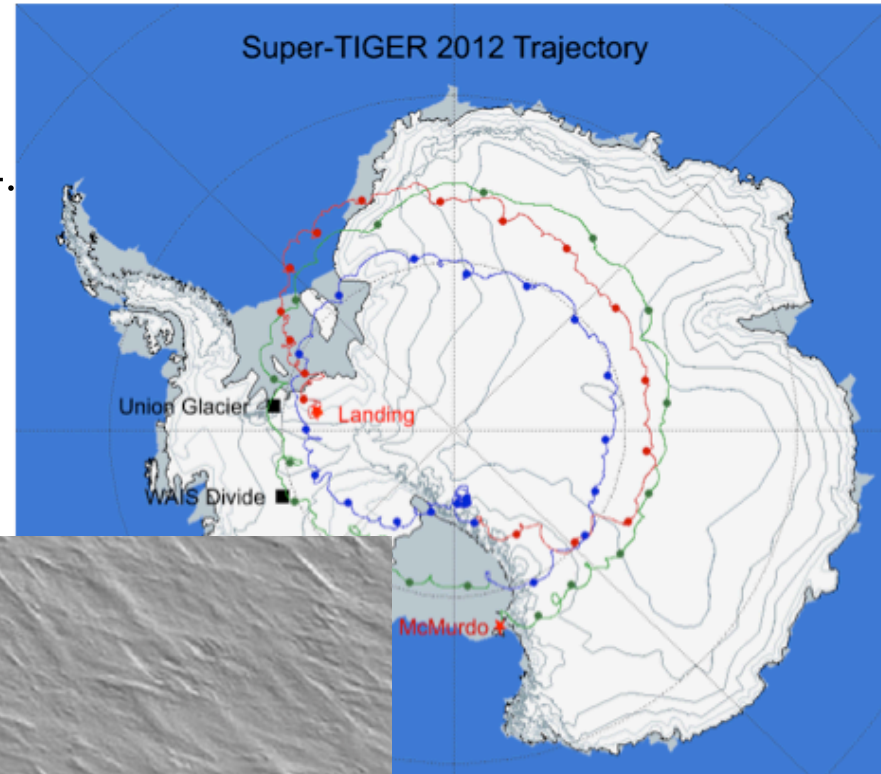 Super-TIGER 2012 Trajectory
Union Glacier
Landing
WAIS Divide
McMurdo